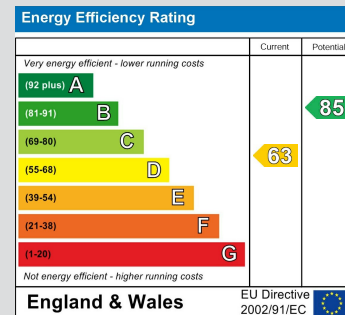 Energy Efficiency Rating
Current Potential
Very energy efficient - lower running costs
(92 plus) A
(81-91) B
85
(69-80) C
(55-68) D
63
(39-54) E
(21-38) F
(1-20) G
Not energy efficient - higher running costs
England & Wales
EU Directive
2002/91/EC